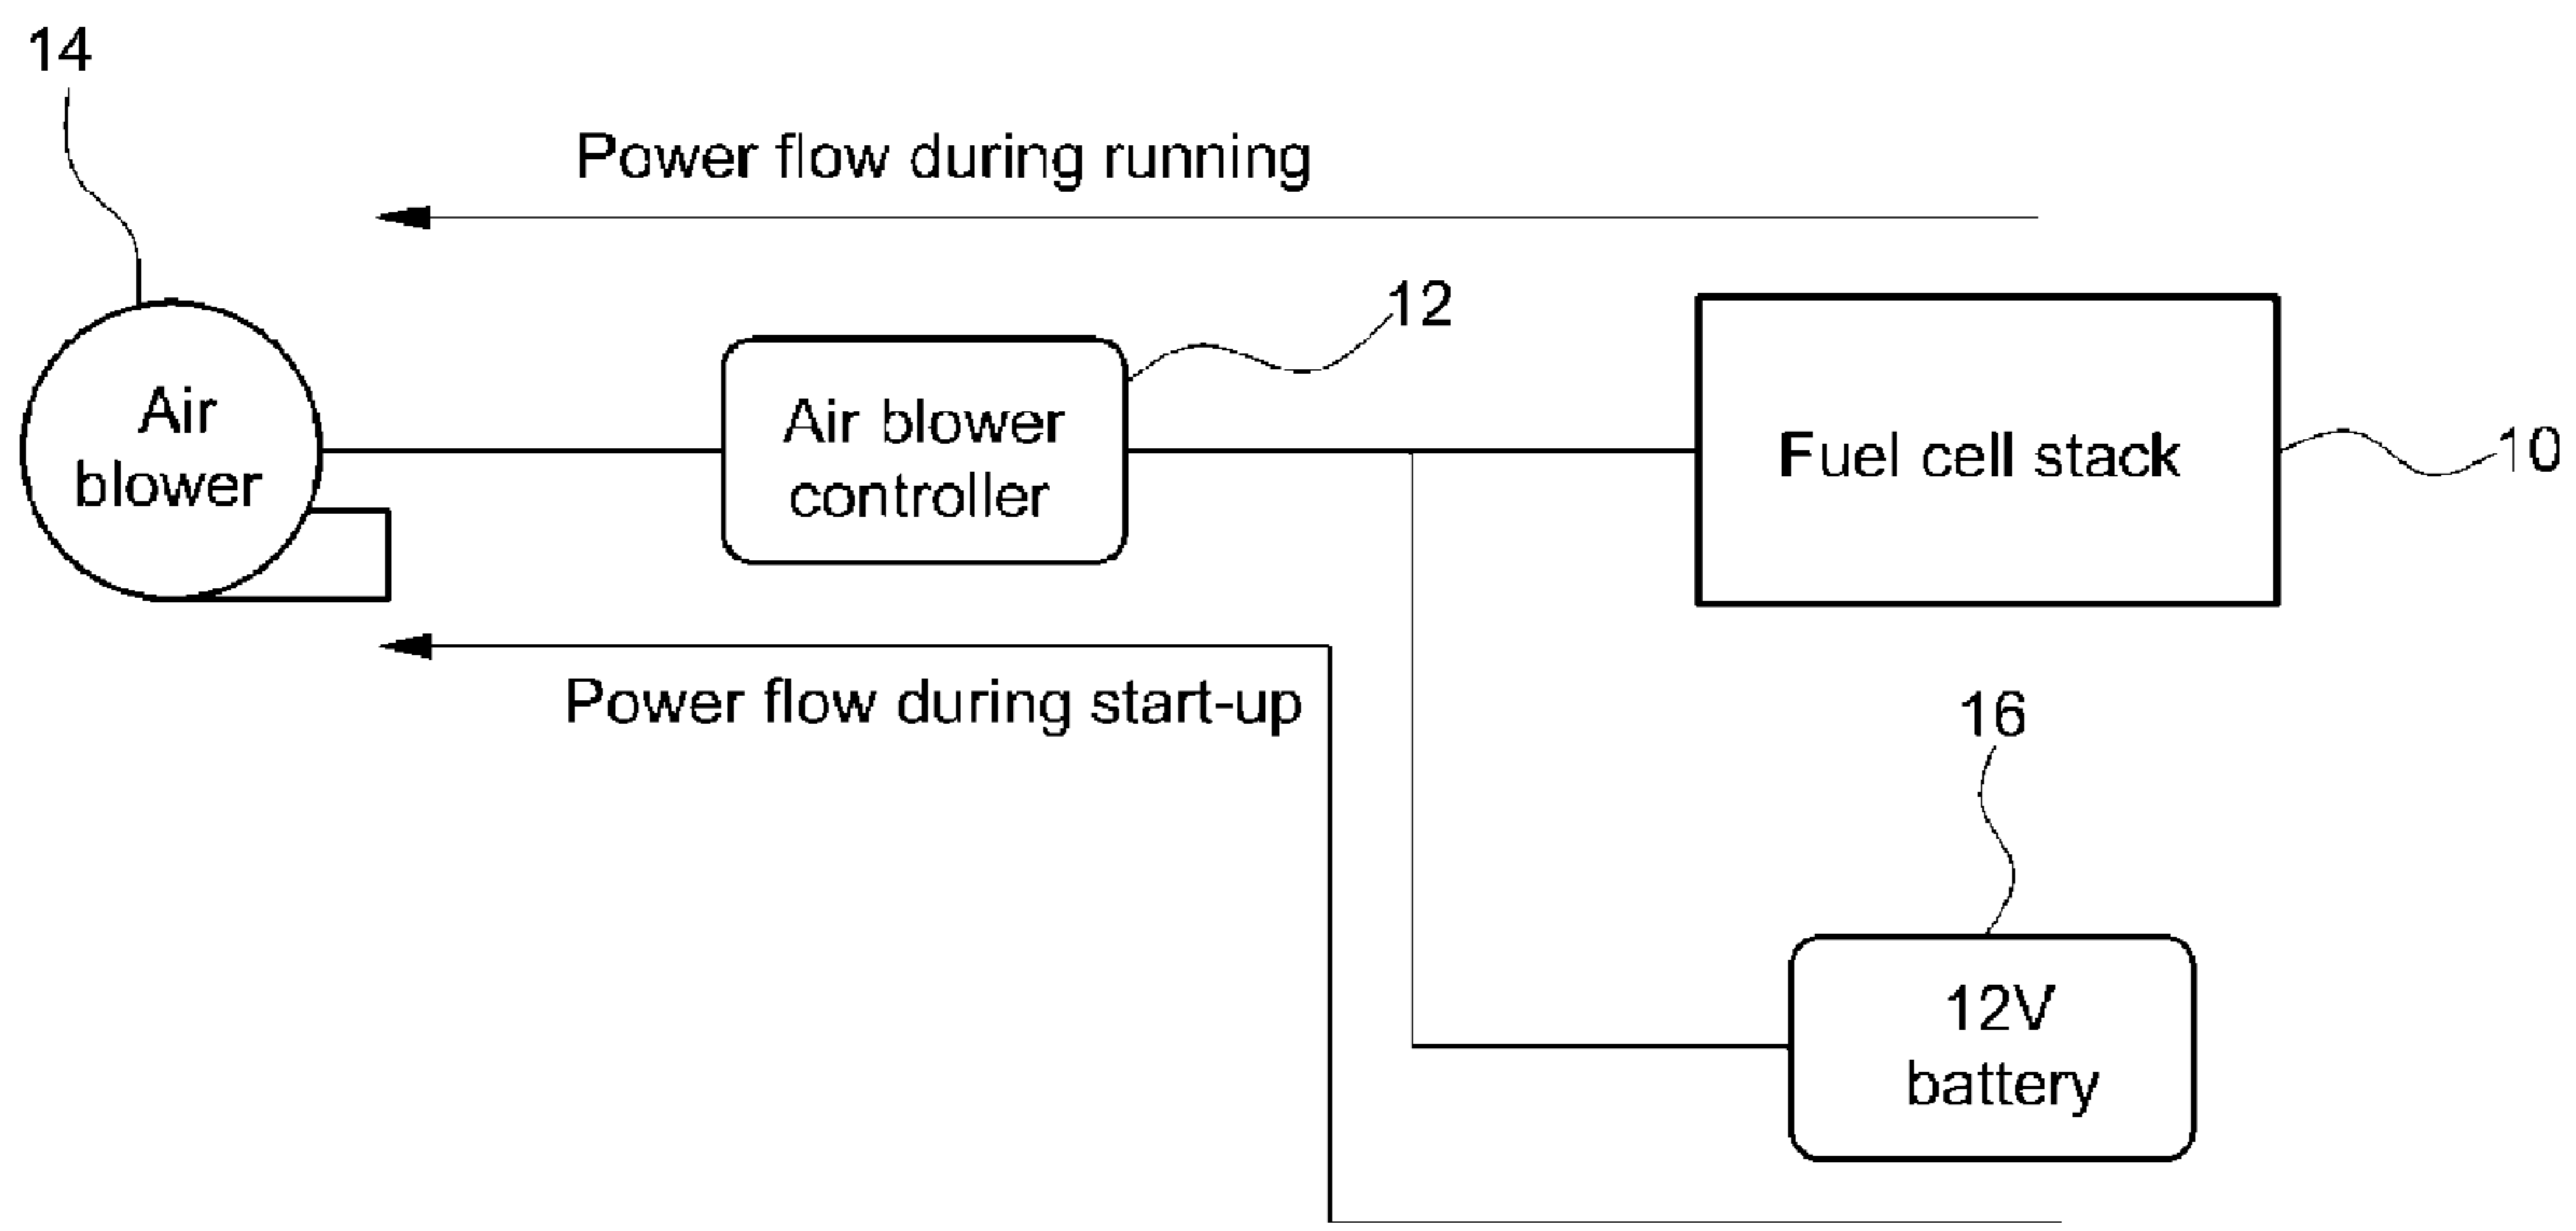 14
Power flow during running
12
Air
blower
Air blower
controller
Fuel cell stack
10
Power flow during start-up
16
12V
battery